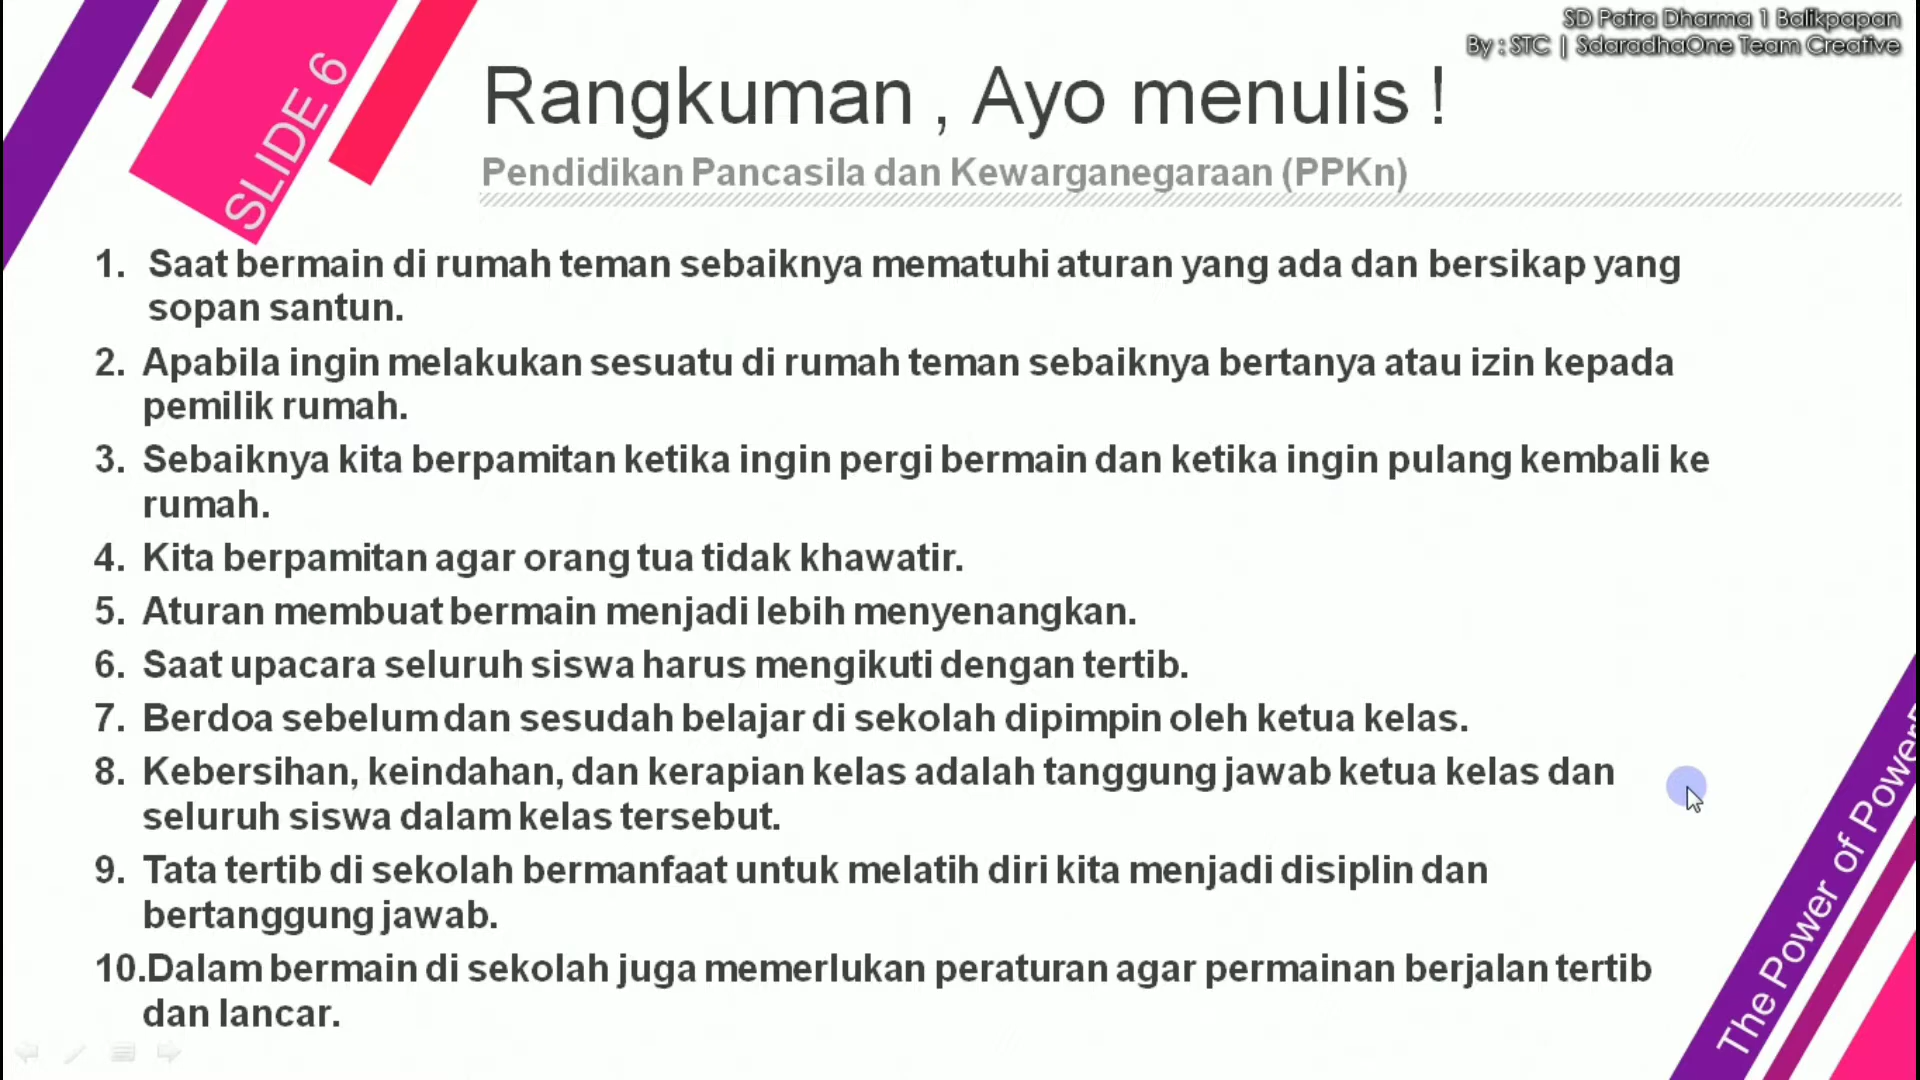 SD Patra Dharma 1 Balikpapan
By : STC | SdaradhaOne Team Creative
SLIDE 6
Rangkuman , Ayo menulis !
Pendidikan Pancasila dan Kewarganegaraan (PPKn)
1. Saat bermain di rumah teman sebaiknya mematuhi aturan yang ada dan bersikap yang
sopan santun.
2. Apabila ingin melakukan sesuatu di rumah teman sebaiknya bertanya atau izin kepada
pemilik rumah.
3. Sebaiknya kita berpamitan ketika ingin pergi bermain dan ketika ingin pulang kembali ke
rumah.
4. Kita berpamitan agar orang tua tidak khawatir.
5. Aturan membuat bermain menjadi lebih menyenangkan.
6. Saat upacara seluruh siswa harus mengikuti dengan tertib.
7. Berdoa sebelum dan sesudah belajar di sekolah dipimpin oleh ketua kelas.
8. Kebersihan, keindahan, dan kerapian kelas adalah tanggung jawab ketua kelas dan
seluruh siswa dalam kelas tersebut.
9. Tata tertib di sekolah bermanfaat untuk melatih diri kita menjadi disiplin dan
bertanggung jawab.
10.Dalam bermain di sekolah juga memerlukan peraturan agar permainan berjalan tertib
dan lancar.
The Power of Power